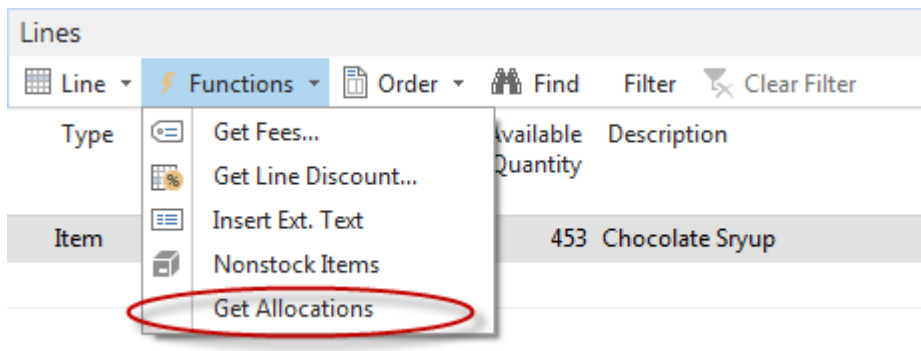 Lines
Line Functions Order Find Filter Clear Filter
Type Available Description
Quantity
Get Fees...
Get Line Discount...
Insert Ext. Text
Item 453 Chocolate Sryup
Nonstock Items
Get Allocations